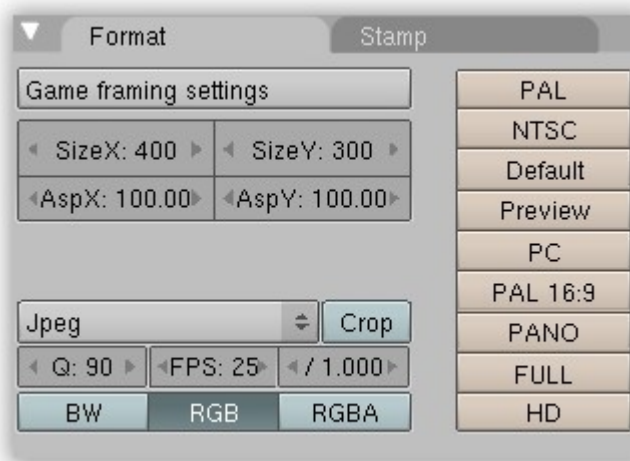 Format
Stamp
Game framing settings
SizeX: 400
SizeY: 300
AspX: 100.00
AspY: 100.00
Jpeg
Crop
Q: 90
FPS: 25
/ 1.000
BW
RGB
RGBA
PAL
NTSC
Default
Preview
PC
PAL 16:9
PANO
FULL
HD